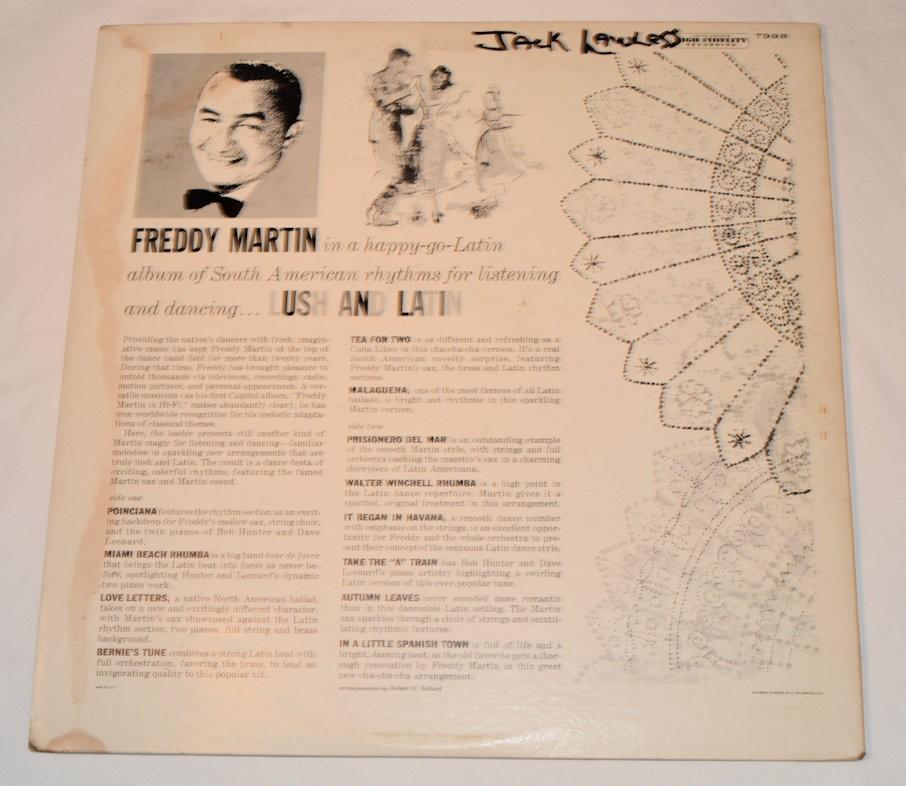 Jack Lawless
HIGH FIDELITY
RECORDING
T998
FREDDY MARTIN in a happy-go-Latin
album of South American rhythms for listening
and dancing... LUSH AND LATIN
Providing the nation's dancers with fresh, imagin-
ative music has kept Freddy Martin at the top of
the dance band field for more than twenty years.
During that time, Freddy has brought pleasure to
untold thousands via television, recordings, radio,
motion pictures, and personal appearances. A ver-
satile musician (as his first Capitol album, "Freddy
Martin in Hi-Fi," makes abundantly clear), he has
won worldwide recognition for his melodic adapta-
tions of classical themes.
Here, the leader presents still another kind of
Martin magic for listening and dancing—familiar
melodies in sparkling new arrangements that are
truly lush and Latin. The result is a dance fiesta of
exciting, colorful rhythms, featuring the famed
Martin sax and Martin sound.
side one
POINCIANA features the rhythm section as an excit-
ing backdrop for Freddy's mellow sax, string choir,
and the twin pianos of Bob Hunter and Dave
Leonard.
MIAMI BEACH RHUMBA is a big band tour de force
that brings the Latin beat into focus as never be-
fore, spotlighting Hunter and Leonard's dynamic
two piano work.
LOVE LETTERS, a native North American ballad,
takes on a new and excitingly different character,
with Martin's sax showcased against the Latin
rhythm section, two pianos, full string and brass
background.
BERNIE'S TUNE combines a strong Latin beat with
full orchestration, favoring the brass, to lend an
invigorating quality to this popular hit.
TEA FOR TWO is as different and refreshing as a
Cuba Libre in this cha-cha-cha version. It's a real
South American novelty surprise, featuring
Freddy Martin's sax, the brass and Latin rhythm
sections.
MALAGUENA, one of the most famous of all Latin
ballads, is bright and rhythmic in this sparkling
Martin version.
side two
PRISIONERO DEL MAR is an outstanding example
of the smooth Martin style, with strings and full
orchestra backing the maestro's sax in a charming
showpiece of Latin Americana.
WALTER WINCHELL RHUMBA is a high point in
the Latin dance repertoire. Martin gives it a
spirited, original treatment in this arrangement.
IT BEGAN IN HAVANA, a smooth dance number
with emphasis on the strings, is an excellent oppor-
tunity for Freddy and the whole orchestra to pre-
sent their concept of the sensuous Latin dance style.
TAKE THE "A" TRAIN has Bob Hunter and Dave
Leonard's piano artistry highlighting a swirling
Latin version of this ever-popular tune.
AUTUMN LEAVES never sounded more romantic
than in this danceable Latin setting. The Martin
sax sparkles through a choir of strings and scintil-
lating rhythmic textures.
IN A LITTLE SPANISH TOWN is full of life and a
bright, dancing beat, as the old favorite gets a thor-
ough renovation by Freddy Martin in this great
new cha-cha-cha arrangement.
arrangements by Robert H. Ballard